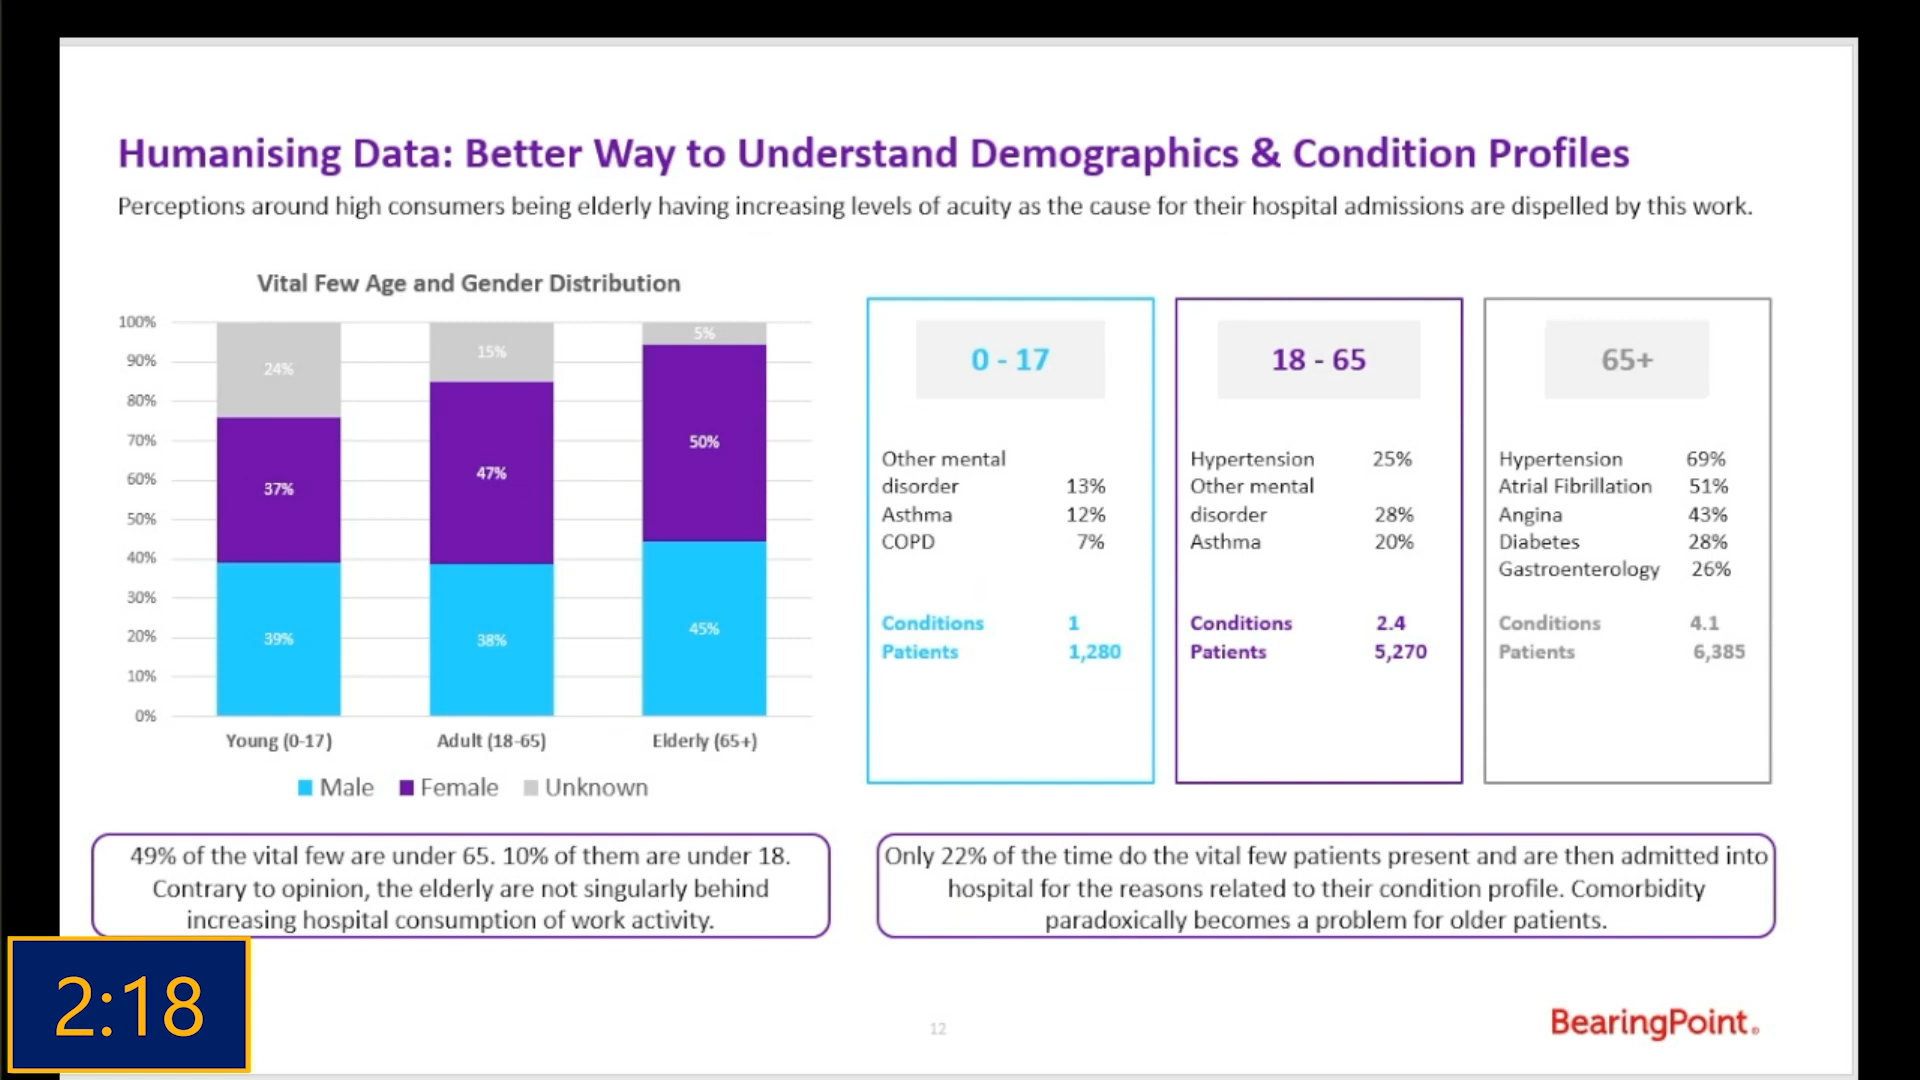 Humanising Data: Better Way to Understand Demographics & Condition Profiles
Perceptions around high consumers being elderly having increasing levels of acuity as the cause for their hospital admissions are dispelled by this work.
Vital Few Age and Gender Distribution
100%
90%
80%
70%
60%
50%
40%
30%
20%
10%
0%
24%
37%
39%
15%
47%
38%
5%
50%
45%
Young (0-17)
Adult (18-65)
Elderly (65+)
Male
Female
Unknown
0 - 17
Other mental
disorder 13%
Asthma 12%
COPD 7%
Conditions 1
Patients 1,280
18 - 65
Hypertension 25%
Other mental
disorder 28%
Asthma 20%
Conditions 2.4
Patients 5,270
65+
Hypertension 69%
Atrial Fibrillation 51%
Angina 43%
Diabetes 28%
Gastroenterology 26%
Conditions 4.1
Patients 6,385
49% of the vital few are under 65. 10% of them are under 18.
Contrary to opinion, the elderly are not singularly behind
increasing hospital consumption of work activity.
Only 22% of the time do the vital few patients present and are then admitted into
hospital for the reasons related to their condition profile. Comorbidity
paradoxically becomes a problem for older patients.
2:18
12
BearingPoint®